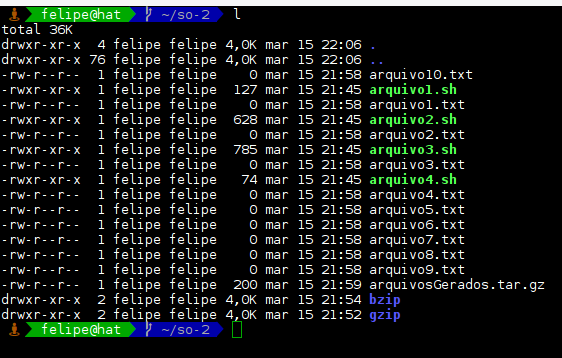 felipe@hat ~/so-2 l
total 36K
drwxr-xr-x 4 felipe felipe 4,0K mar 15 22:06 .
drwxr-xr-x 76 felipe felipe 4,0K mar 15 22:06 ..
-rw-r--r-- 1 felipe felipe 0 mar 15 21:58 arquivo10.txt
-rwxr-xr-x 1 felipe felipe 127 mar 15 21:45 arquivo1.sh
-rw-r--r-- 1 felipe felipe 0 mar 15 21:58 arquivo1.txt
-rwxr-xr-x 1 felipe felipe 628 mar 15 21:45 arquivo2.sh
-rw-r--r-- 1 felipe felipe 0 mar 15 21:58 arquivo2.txt
-rwxr-xr-x 1 felipe felipe 785 mar 15 21:45 arquivo3.sh
-rw-r--r-- 1 felipe felipe 0 mar 15 21:58 arquivo3.txt
-rwxr-xr-x 1 felipe felipe 74 mar 15 21:45 arquivo4.sh
-rw-r--r-- 1 felipe felipe 0 mar 15 21:58 arquivo4.txt
-rw-r--r-- 1 felipe felipe 0 mar 15 21:58 arquivo5.txt
-rw-r--r-- 1 felipe felipe 0 mar 15 21:58 arquivo6.txt
-rw-r--r-- 1 felipe felipe 0 mar 15 21:58 arquivo7.txt
-rw-r--r-- 1 felipe felipe 0 mar 15 21:58 arquivo8.txt
-rw-r--r-- 1 felipe felipe 0 mar 15 21:58 arquivo9.txt
-rw-r--r-- 1 felipe felipe 200 mar 15 21:59 arquivosGerados.tar.gz
drwxr-xr-x 2 felipe felipe 4,0K mar 15 21:54 bzip
drwxr-xr-x 2 felipe felipe 4,0K mar 15 21:52 gzip
felipe@hat ~/so-2